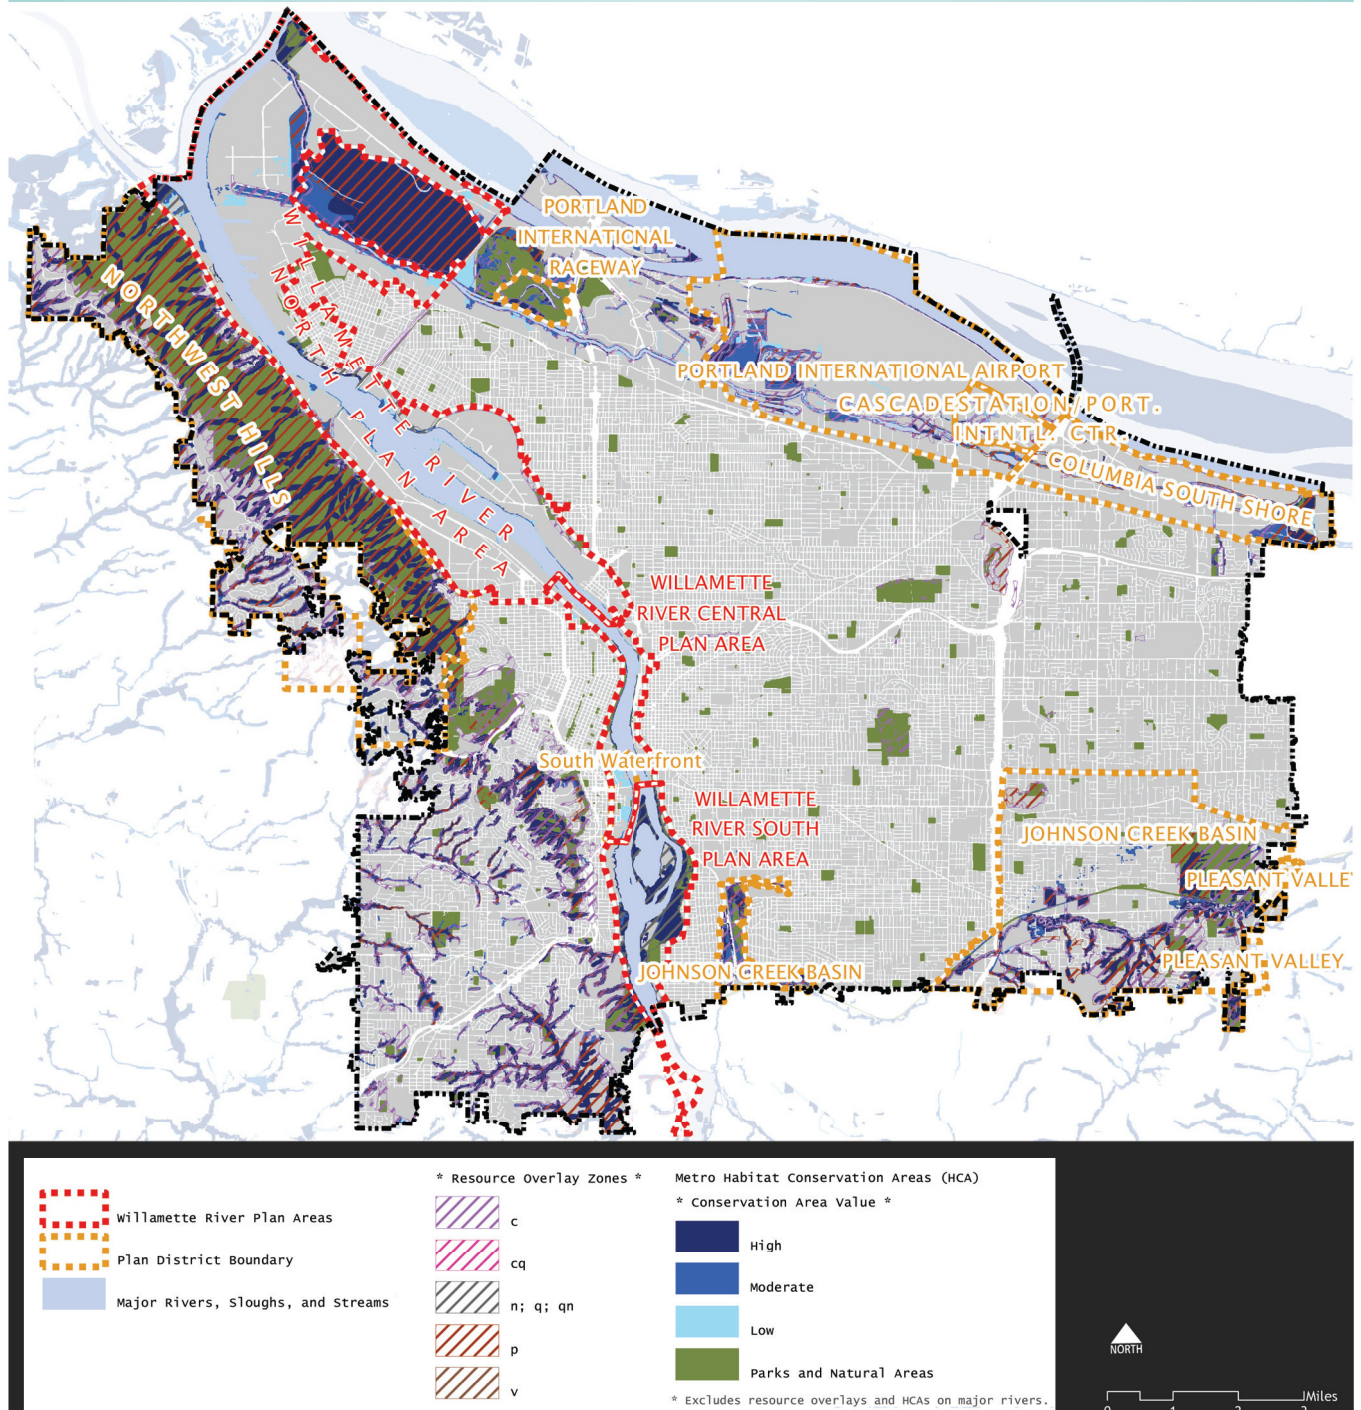 PORTLAND
INTERNATIONAL
RACEWAY
WILLAMETTE RIVER
NORTH PLAN AREA
NORTHWEST HILLS
PORTLAND INTERNATIONAL AIRPORT
CASCADESTATION/PORT.
INTNTL. CTR.
COLUMBIA SOUTH SHORE
WILLAMETTE
RIVER CENTRAL
PLAN AREA
South Waterfront
WILLAMETTE
RIVER SOUTH
PLAN AREA
JOHNSON CREEK BASIN
PLEASANT VALLE
PLEASANT VALLEY
JOHNSON CREEK BASIN
Willamette River Plan Areas
Plan District Boundary
Major Rivers, Sloughs, and Streams
* Resource Overlay Zones *
c
cq
n; q; qn
p
v
Metro Habitat Conservation Areas (HCA)
* Conservation Area Value *
High
Moderate
Low
Parks and Natural Areas
* Excludes resource overlays and HCAs on major rivers.
NORTH
Miles